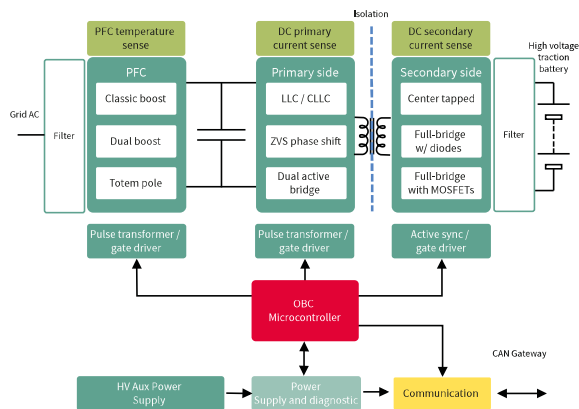 Isolation
PFC temperature
sense
DC primary
current sense
DC secondary
current sense
High voltage
traction
battery
Grid AC
Filter
PFC
Classic boost
Dual boost
Totem pole
Primary side
LLC / CLLC
ZVS phase shift
Dual active
bridge
Secondary side
Center tapped
Full-bridge
w/ diodes
Full-bridge
with MOSFETs
Filter
Pulse transformer /
gate driver
Pulse transformer /
gate driver
Active sync /
gate driver
OBC
Microcontroller
CAN Gateway
HV Aux Power
Supply
Power
Supply and diagnostic
Communication